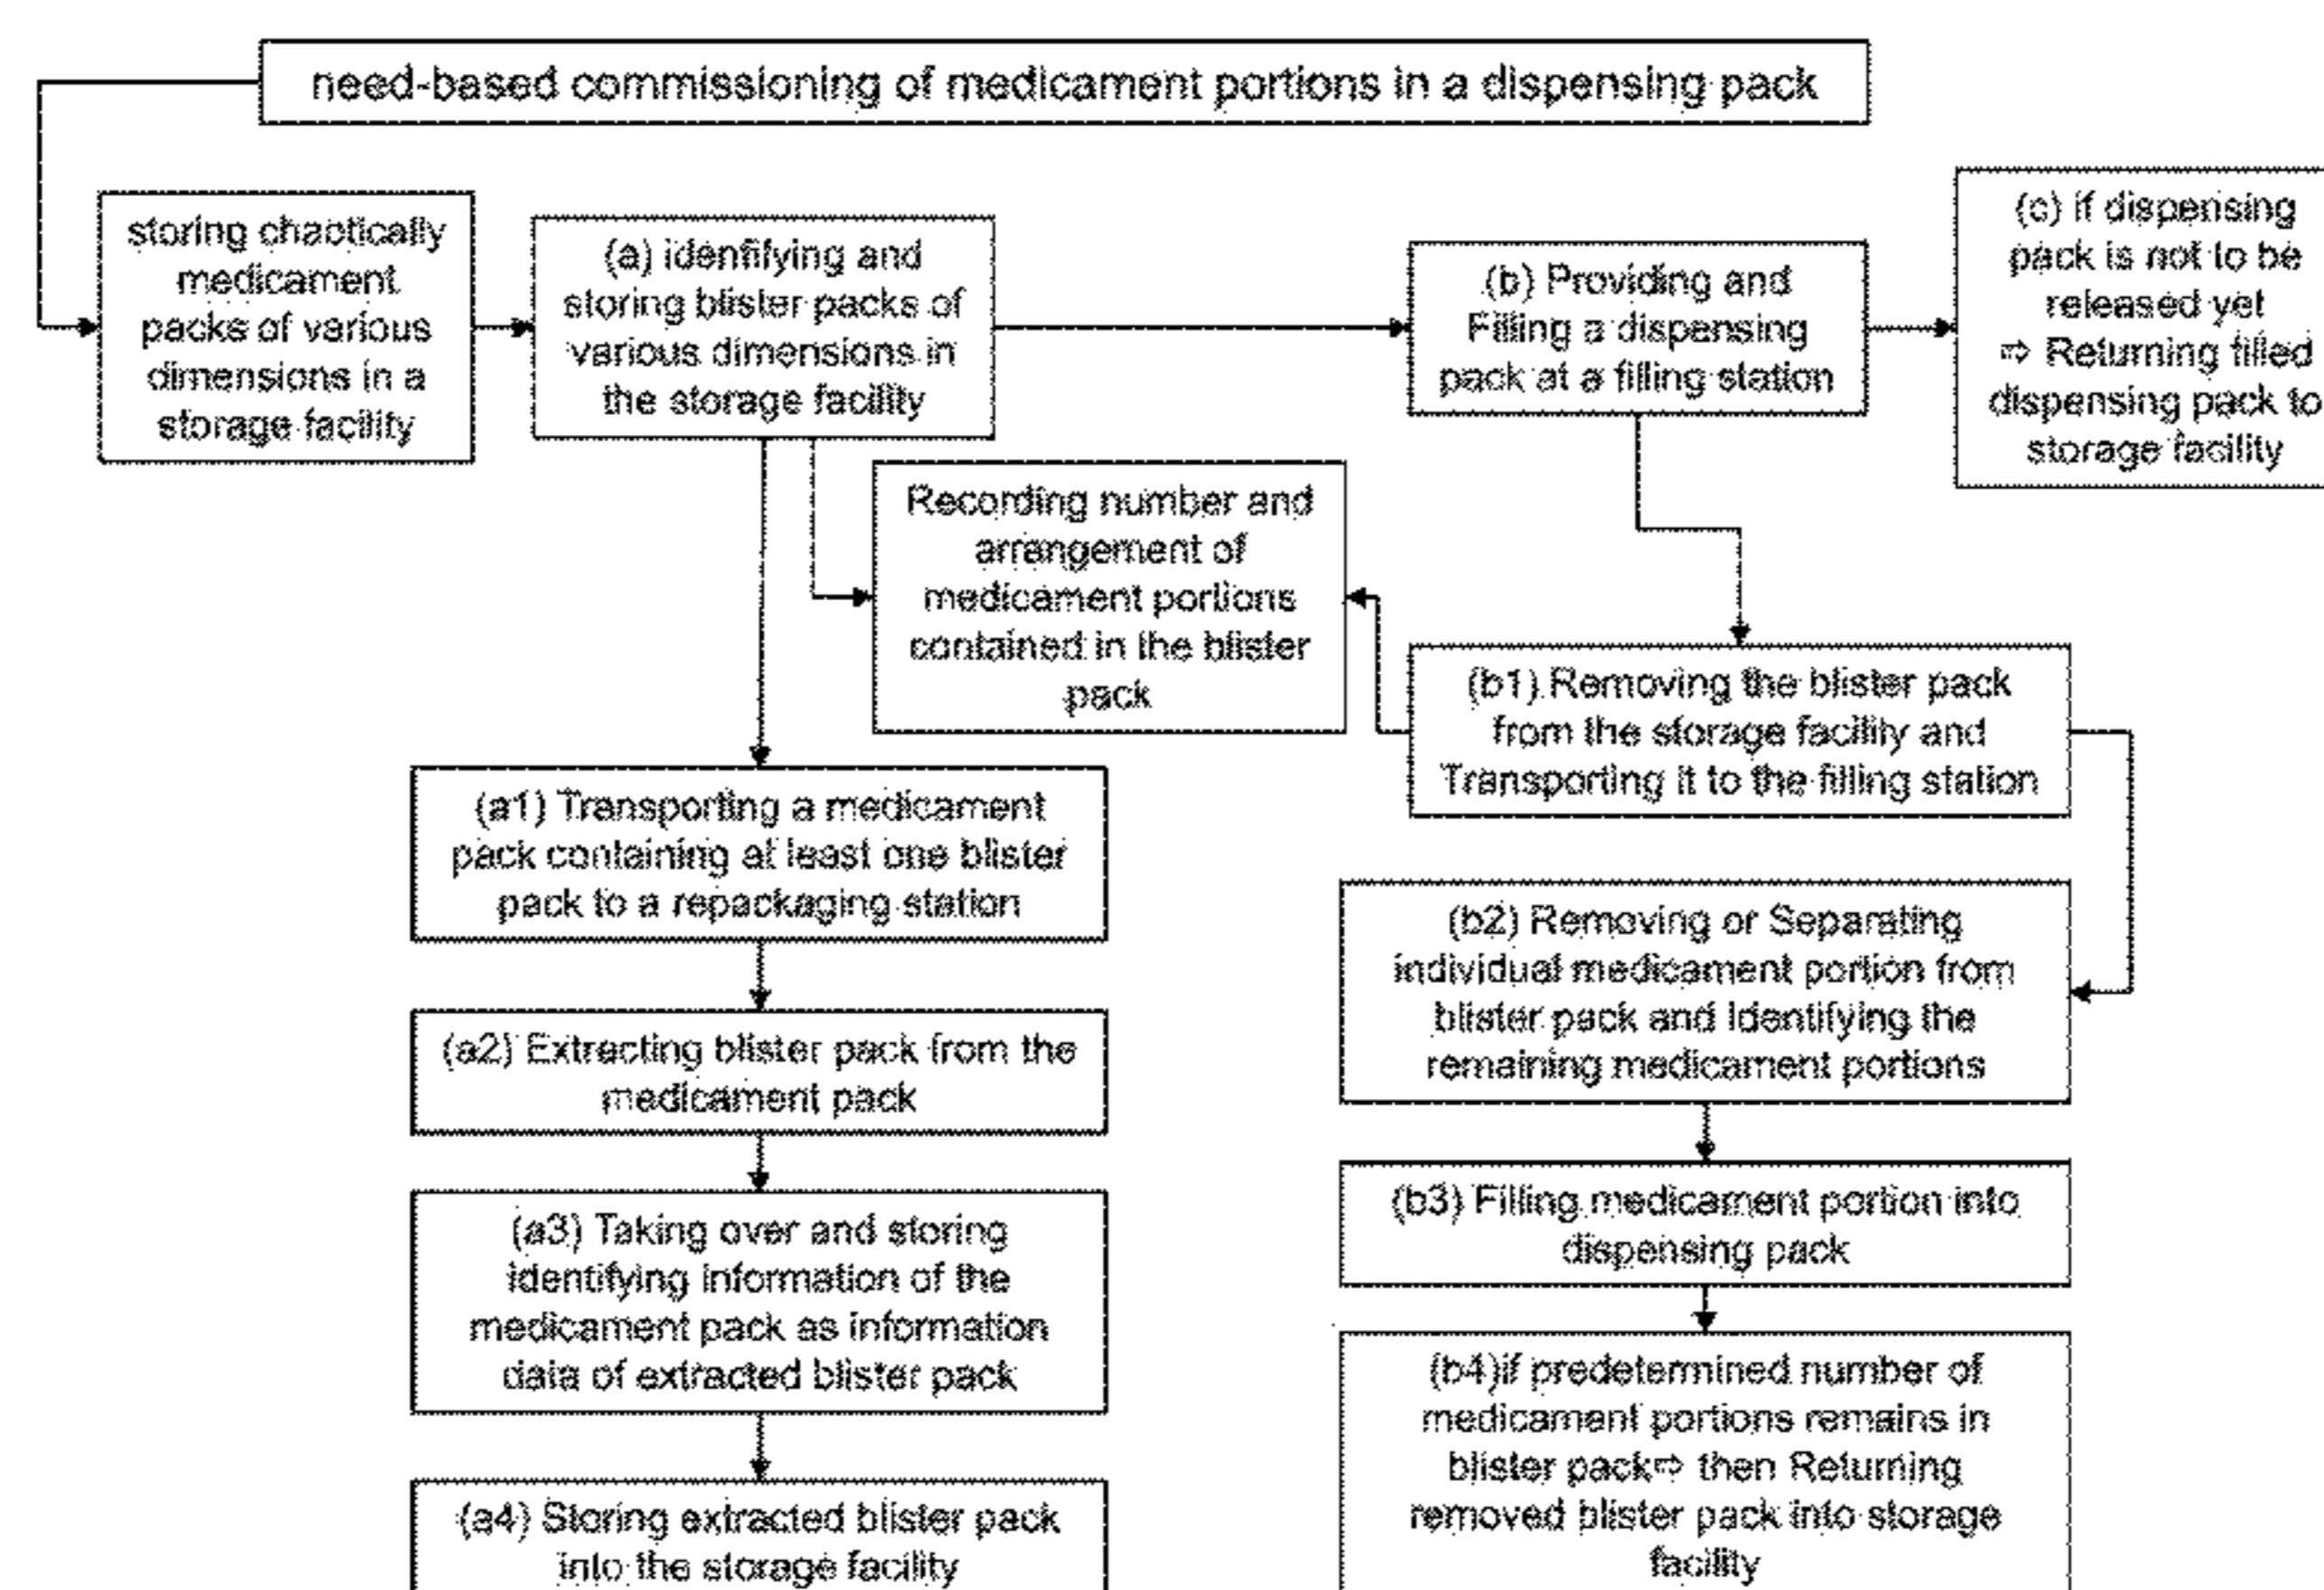 need-based commissioning of medicament portions in a dispensing pack
storing chaotically
medicament
packs of various
dimensions in a
storage facility
(a) identifying and
storing blister packs of
various dimensions in
the storage facility
(b) Providing and
Filling a dispensing
pack at a filling station
(c) if dispensing
pack is not to be
released yet
⇨ Returning filled
dispensing pack to
storage facility
Recording number and
arrangement of
medicament portions
contained in the blister
pack
(b1) Removing the blister pack
from the storage facility and
Transporting it to the filling station
(a1) Transporting a medicament
pack containing at least one blister
pack to a repackaging station
(b2) Removing or Separating
individual medicament portion from
blister pack and Identifying the
remaining medicament portions
(a2) Extracting blister pack from the
medicament pack
(b3) Filling medicament portion into
dispensing pack
(a3) Taking over and storing
identifying information of the
medicament pack as information
data of extracted blister pack
(b4)if predetermined number of
medicament portions remains in
blister pack⇨ then Returning
removed blister pack into storage
facility
(a4) Storing extracted blister pack
into the storage facility